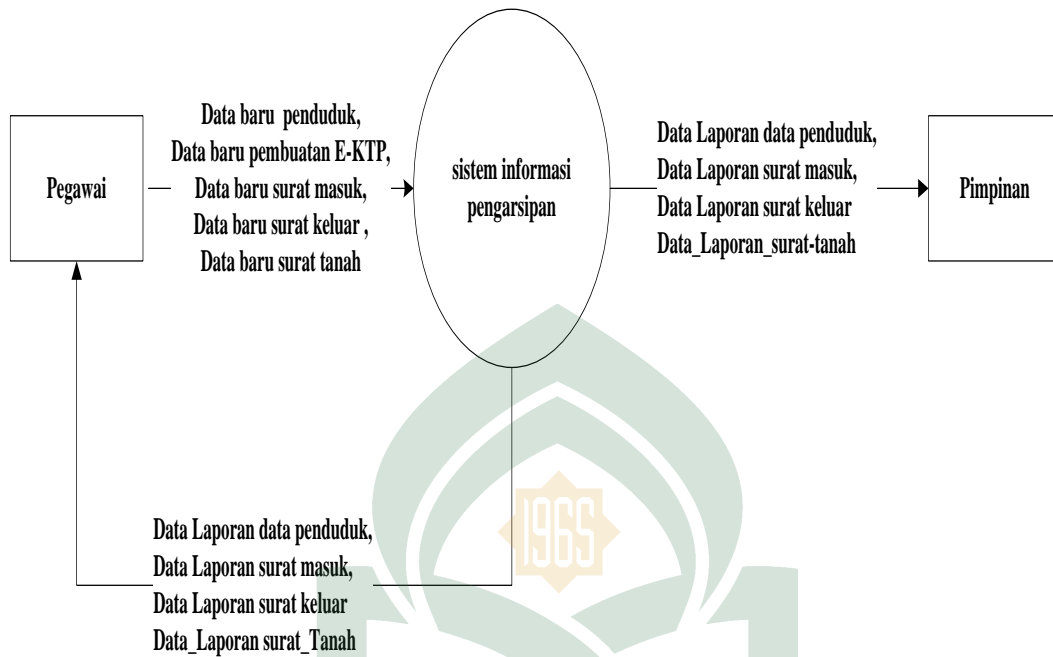 Pegawai
Data baru penduduk,
Data baru pembuatan E-KTP,
Data baru surat masuk,
Data baru surat keluar ,
Data baru surat tanah
sistem informasi
pengarsipan
Data Laporan data penduduk,
Data Laporan surat masuk,
Data Laporan surat keluar
Data_Laporan_surat-tanah
Pimpinan
1965
Data Laporan data penduduk,
Data Laporan surat masuk,
Data Laporan surat keluar
Data_Laporan surat_Tanah